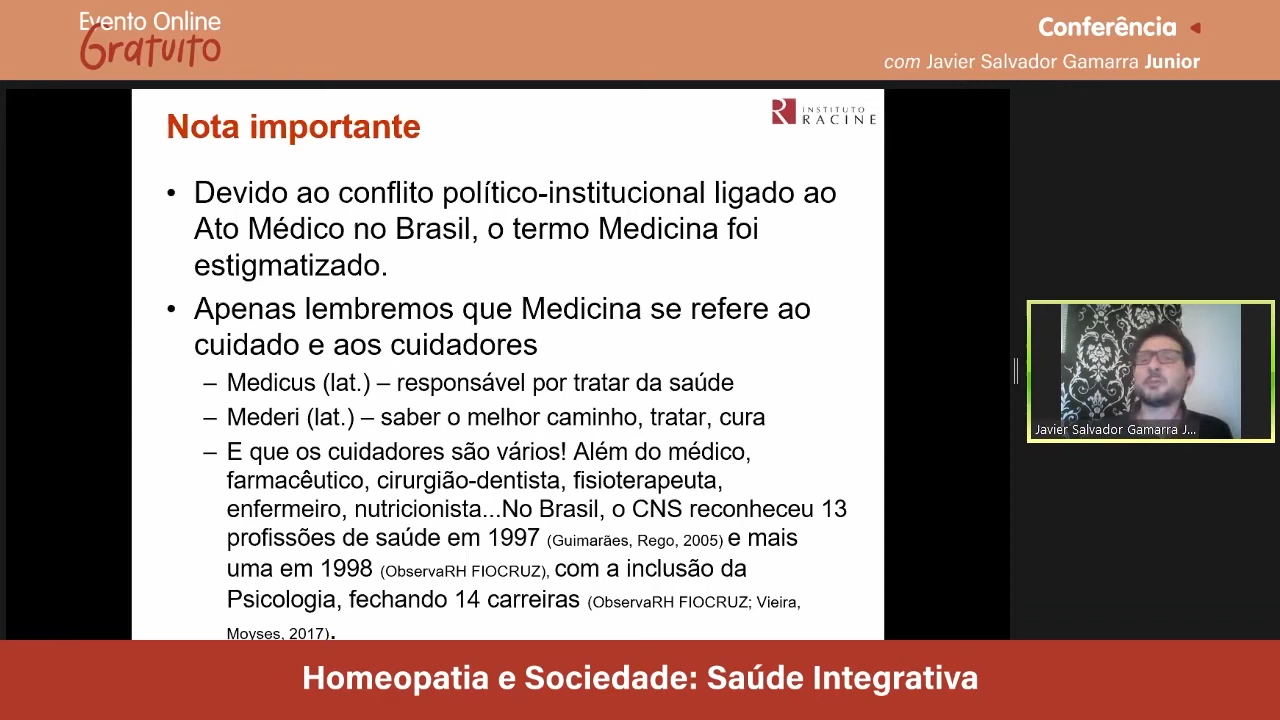 Evento Online
Gratuito
Conferência
com Javier Salvador Gamarra Junior
Nota importante
INSTITUTO
RACINE
• Devido ao conflito político-institucional ligado ao
Ato Médico no Brasil, o termo Medicina foi
estigmatizado.
• Apenas lembremos que Medicina se refere ao
cuidado e aos cuidadores
– Medicus (lat.) – responsável por tratar da saúde
– Mederi (lat.) – saber o melhor caminho, tratar, cura
– E que os cuidadores são vários! Além do médico,
farmacêutico, cirurgião-dentista, fisioterapeuta,
enfermeiro, nutricionista...No Brasil, o CNS reconheceu 13
profissões de saúde em 1997 (Guimarães, Rego, 2005) e mais
uma em 1998 (ObservaRH FIOCRUZ), com a inclusão da
Psicologia, fechando 14 carreiras (ObservaRH FIOCRUZ; Vieira,
Moyses, 2017).
Javier Salvador Gamarra J...
Homeopatia e Sociedade: Saúde Integrativa